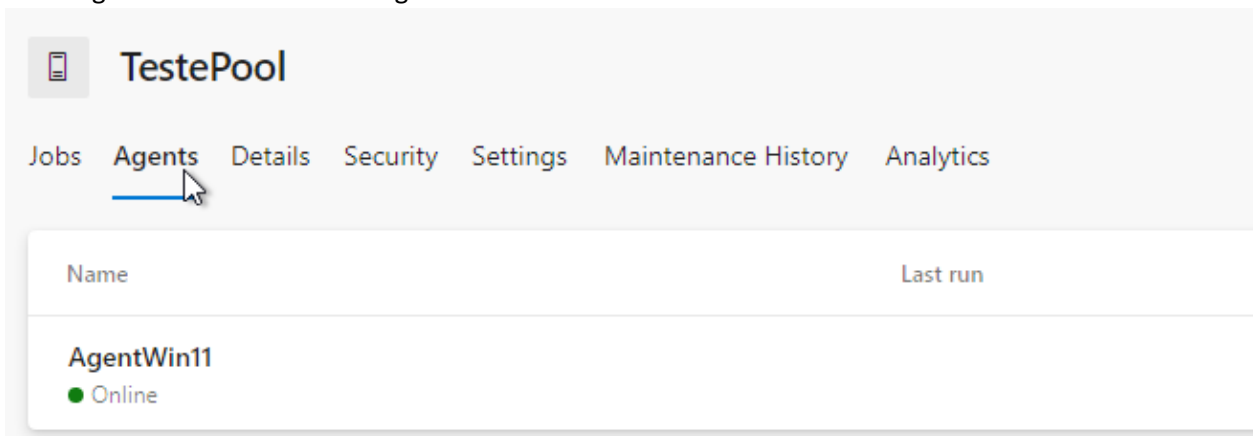 TestePool
Jobs Agents Details Security Settings Maintenance History Analytics
Name Last run
AgentWin11
Online